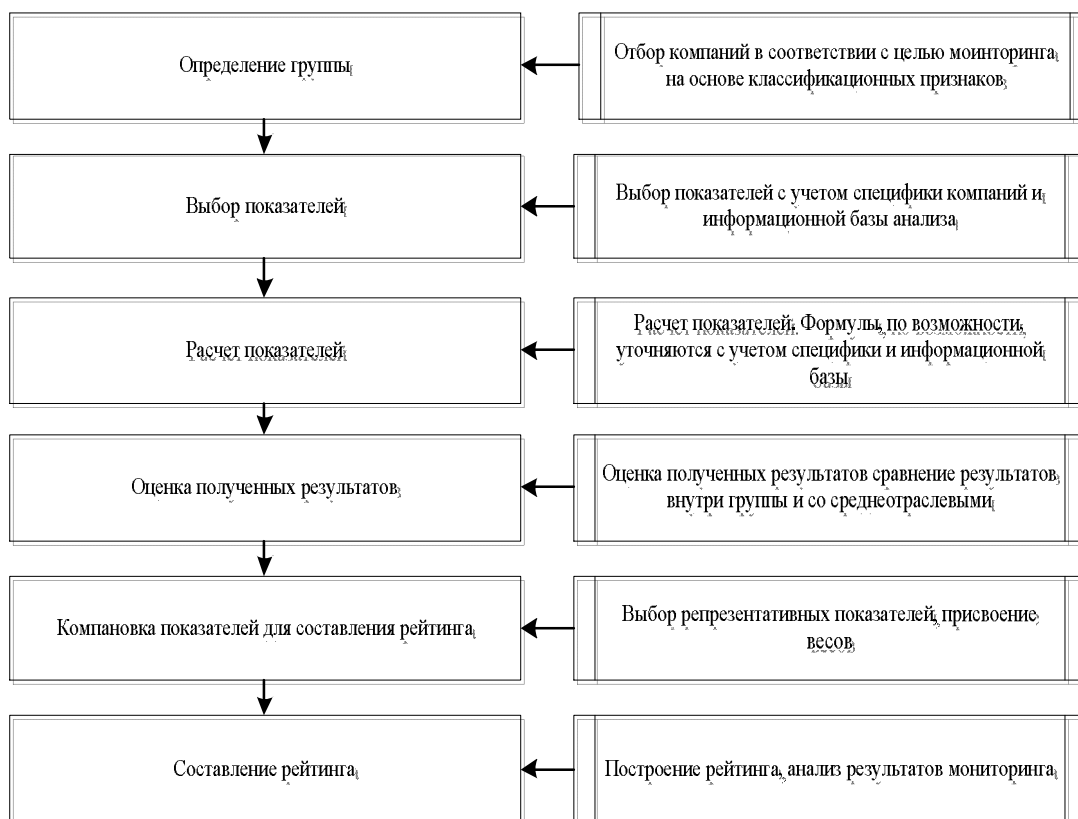 Определение группы
Отбор компаний в соответствии с целью моинторинга
на основе классификационных признаков
Выбор показателей
Выбор показателей с учетом специфики компаний и
информационной базы анализа
Расчет показателей
Расчет показателей. Формулы, по возможности,
уточняются с учетом специфики и информационной
базы
Оценка полученных результатов
Оценка полученных результатов сравнение результатов
внутри группы и со среднеотраслевыми
Компановка показателей для составления рейтинга
Выбор репрезентативных показателей, присвоение
весов
Составление рейтинга
Построение рейтинга, анализ результатов мониторинга